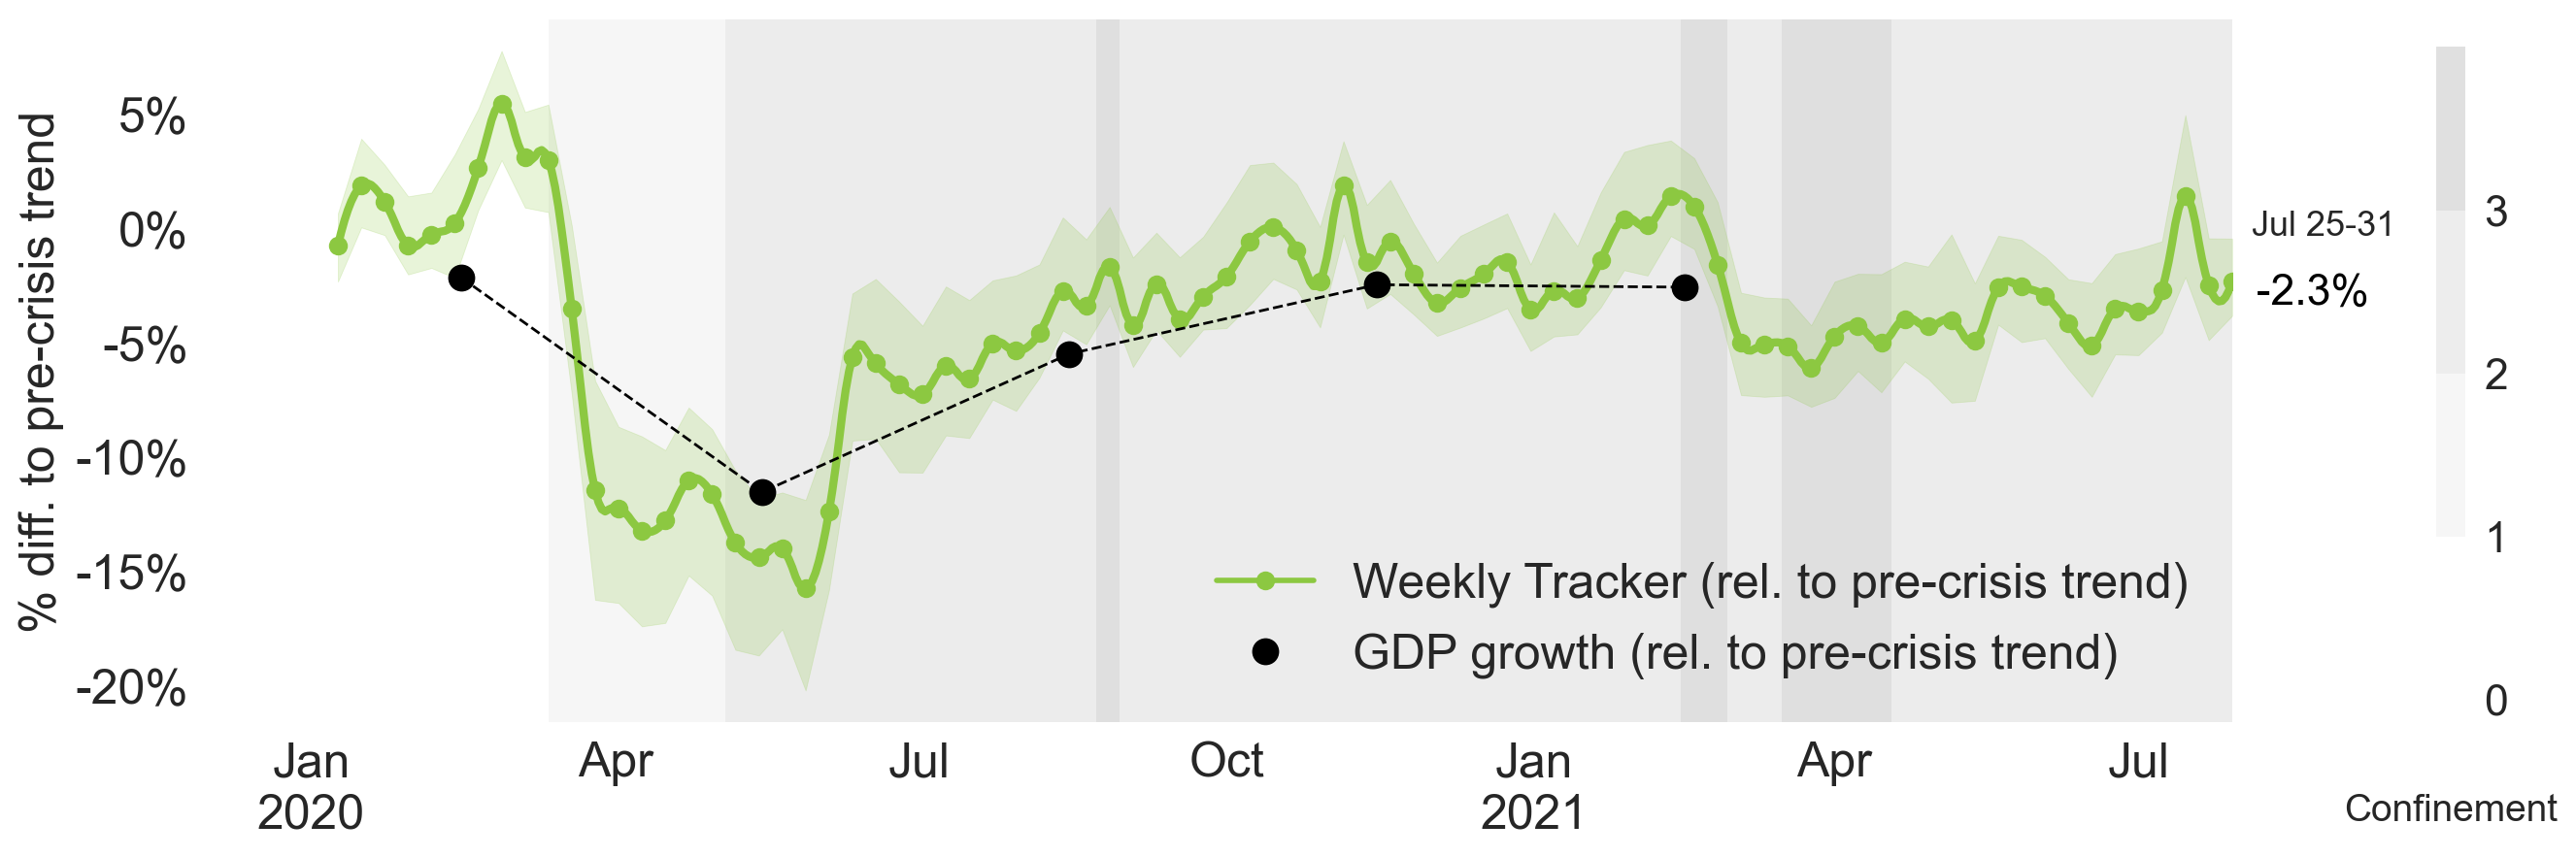 % diff. to pre-crisis trend
5%
0%
-5%
-10%
-15%
-20%
Jan
2020
Apr
Jul
Oct
Jan
2021
Apr
Jul
Weekly Tracker (rel. to pre-crisis trend)
GDP growth (rel. to pre-crisis trend)
Jul 25-31
-2.3%
3
2
1
0
Confinement